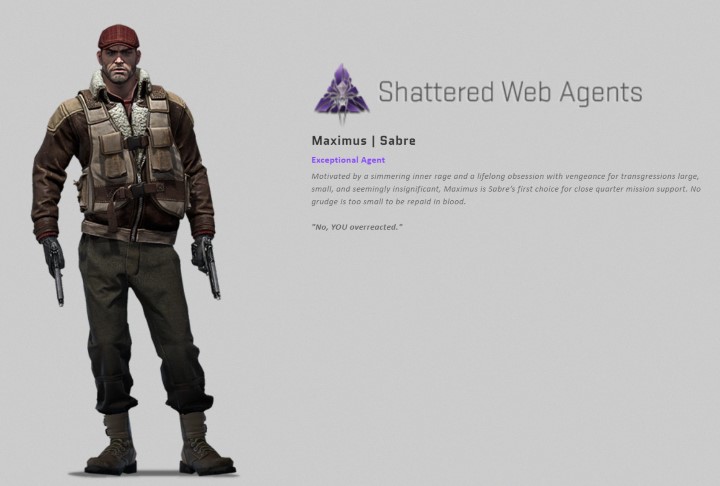 Shattered Web Agents
Maximus | Sabre
Exceptional Agent
Motivated by a simmering inner rage and a lifelong obsession with vengeance for transgressions large,
small, and seemingly insignificant, Maximus is Sabre's first choice for close quarter mission support. No
grudge is too small to be repaid in blood.
"No, YOU overreacted."